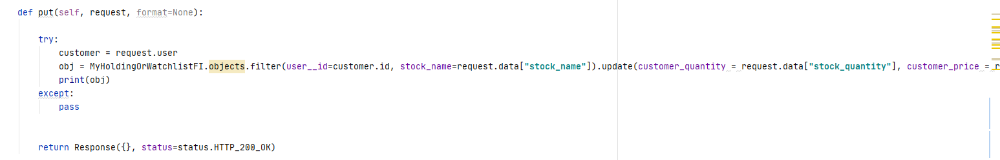 def put(self, request, format=None):
try:
customer = request.user
obj = MyHoldingOrWatchlistFI.objects.filter(user__id=customer.id, stock_name=request.data["stock_name"]).update(customer_quantity = request.data["stock_quantity"], customer_price = r
print(obj)
except:
pass
return Response({}, status=status.HTTP_200_OK)